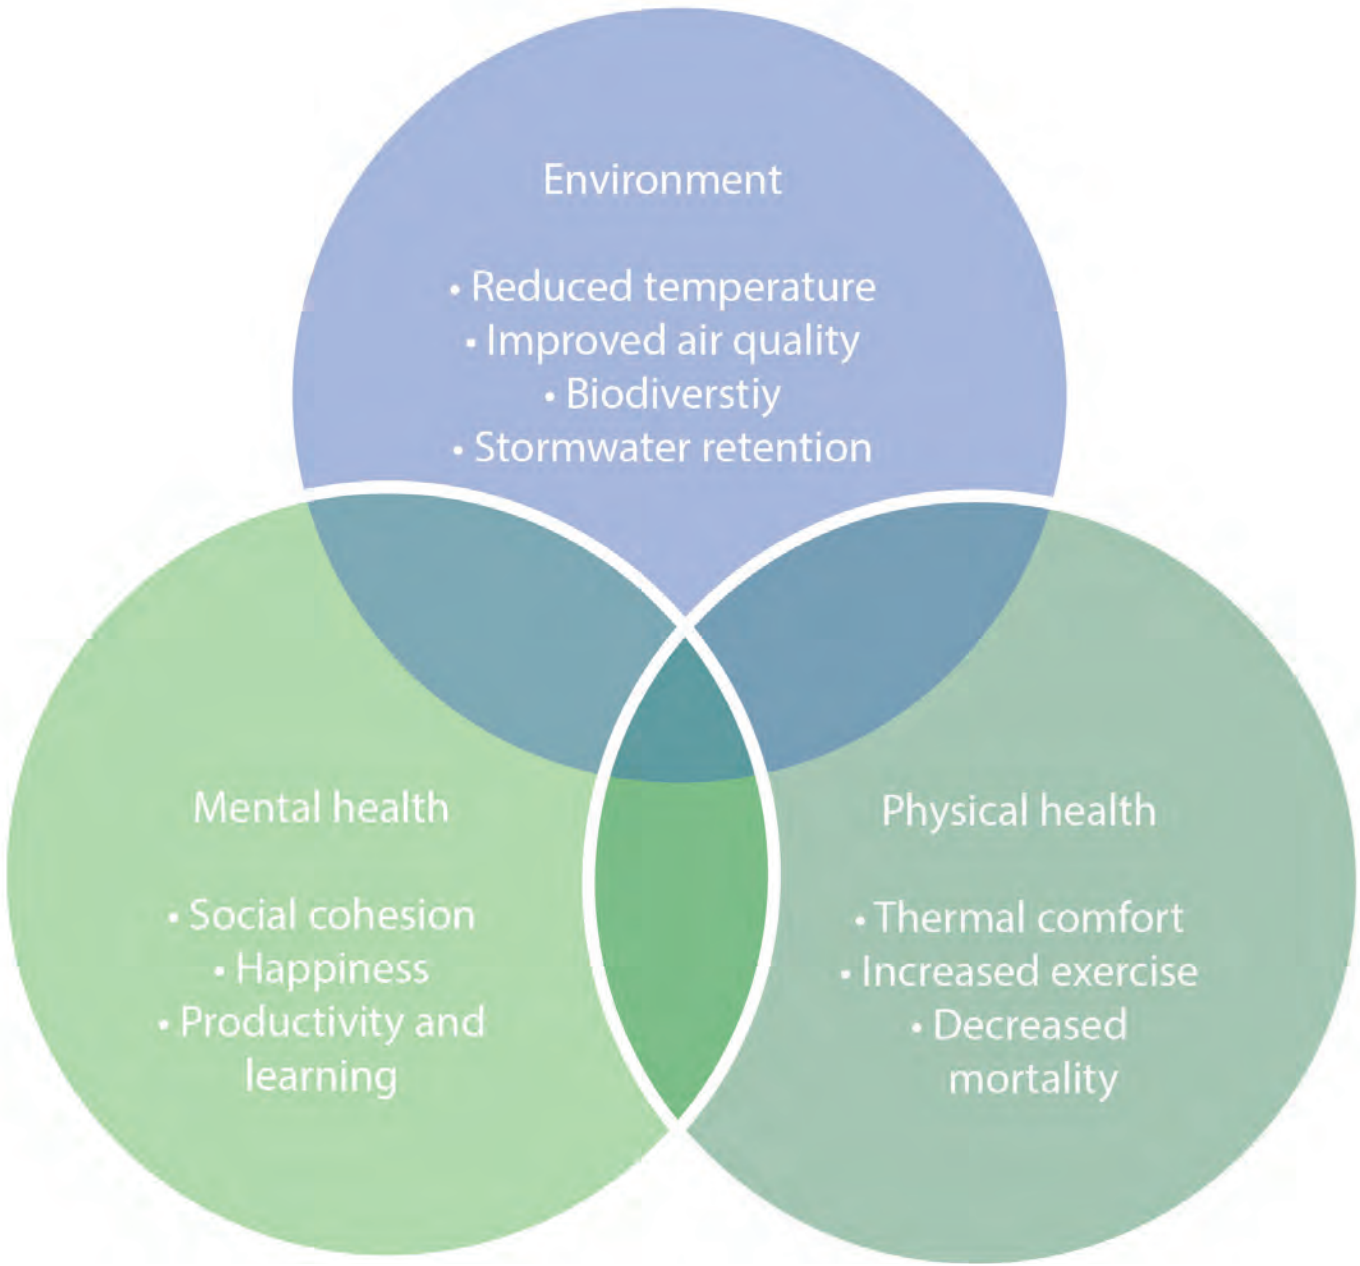 Environment
• Reduced temperature
• Improved air quality
• Biodiverstiy
• Stormwater retention
Mental health
• Social cohesion
• Happiness
• Productivity and
learning
Physical health
• Thermal comfort
• Increased exercise
• Decreased
mortality